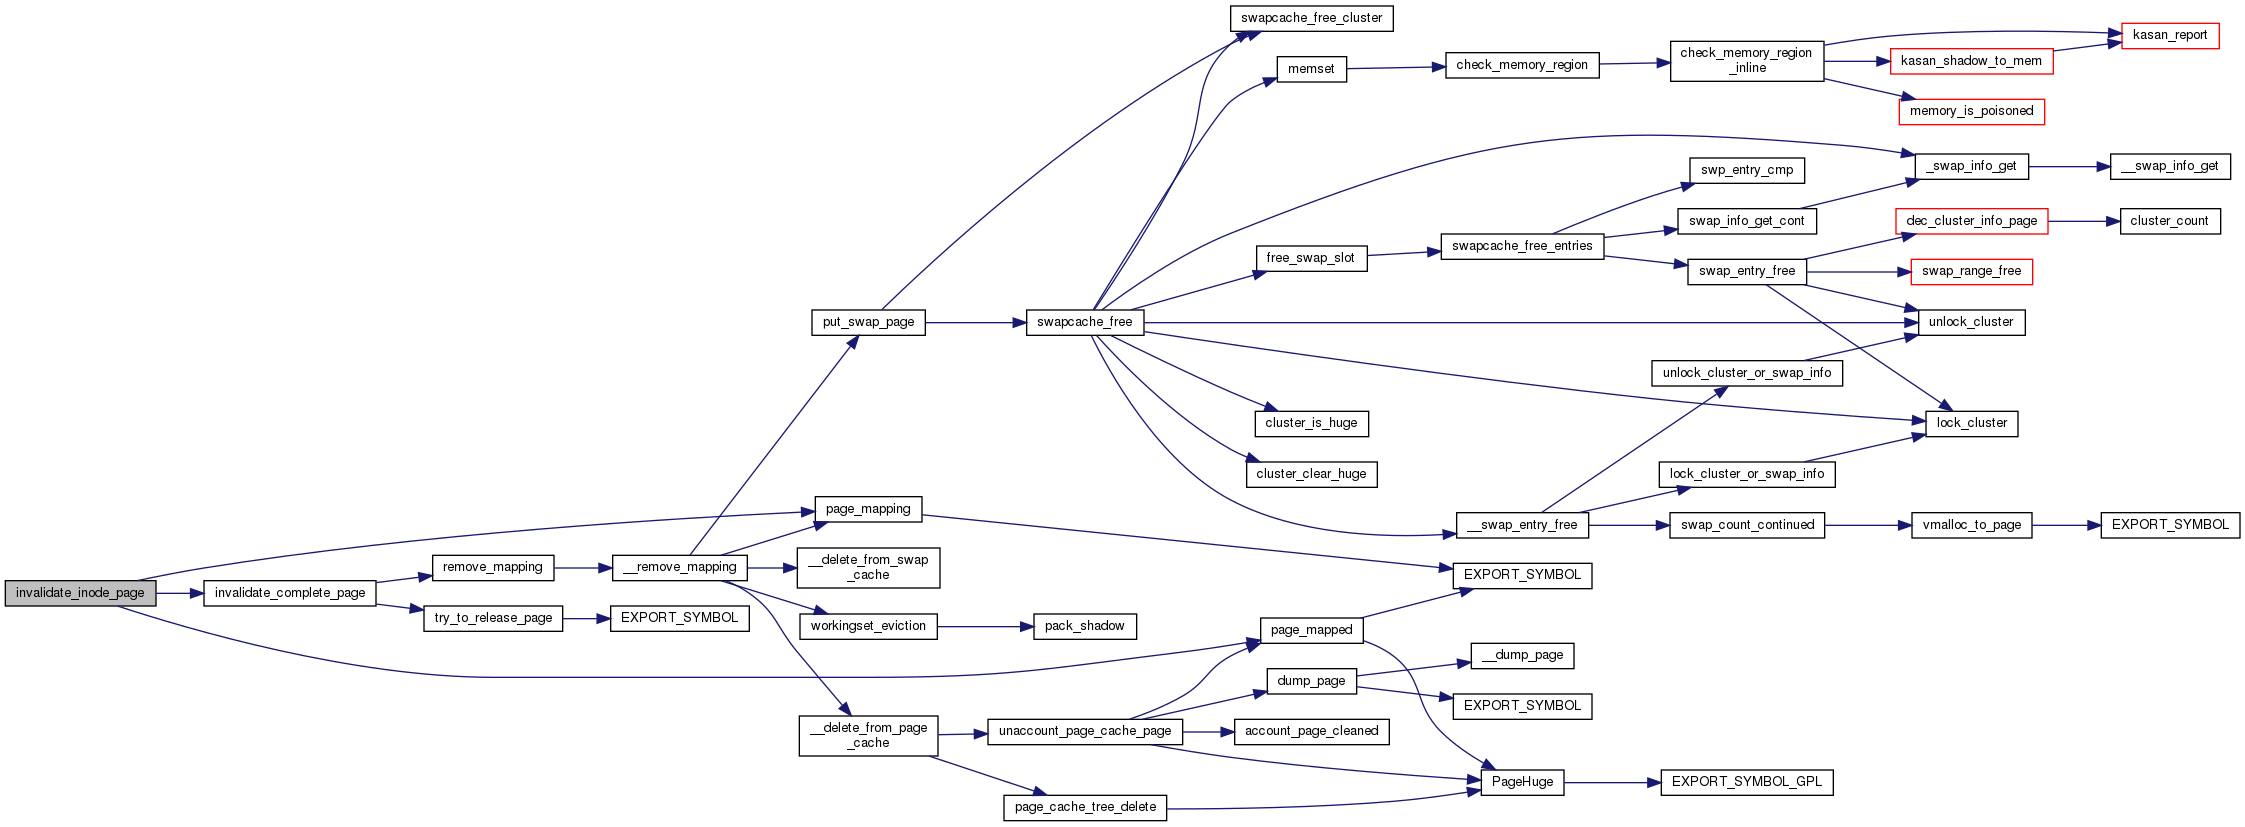 swapcache_free_cluster
kasan_report
check_memory_region
_inline
kasan_shadow_to_mem
memset
check_memory_region
memory_is_poisoned
swp_entry_cmp
_swap_info_get
__swap_info_get
swap_info_get_cont
dec_cluster_info_page
cluster_count
swapcache_free_entries
free_swap_slot
swap_entry_free
swap_range_free
put_swap_page
swapcache_free
unlock_cluster
unlock_cluster_or_swap_info
cluster_is_huge
lock_cluster
cluster_clear_huge
lock_cluster_or_swap_info
page_mapping
__swap_entry_free
swap_count_continued
vmalloc_to_page
EXPORT_SYMBOL
remove_mapping
__remove_mapping
__delete_from_swap
_cache
EXPORT_SYMBOL
invalidate_inode_page
invalidate_complete_page
try_to_release_page
EXPORT_SYMBOL
workingset_eviction
pack_shadow
page_mapped
__dump_page
dump_page
EXPORT_SYMBOL
__delete_from_page
_cache
unaccount_page_cache_page
account_page_cleaned
PageHuge
EXPORT_SYMBOL_GPL
page_cache_tree_delete